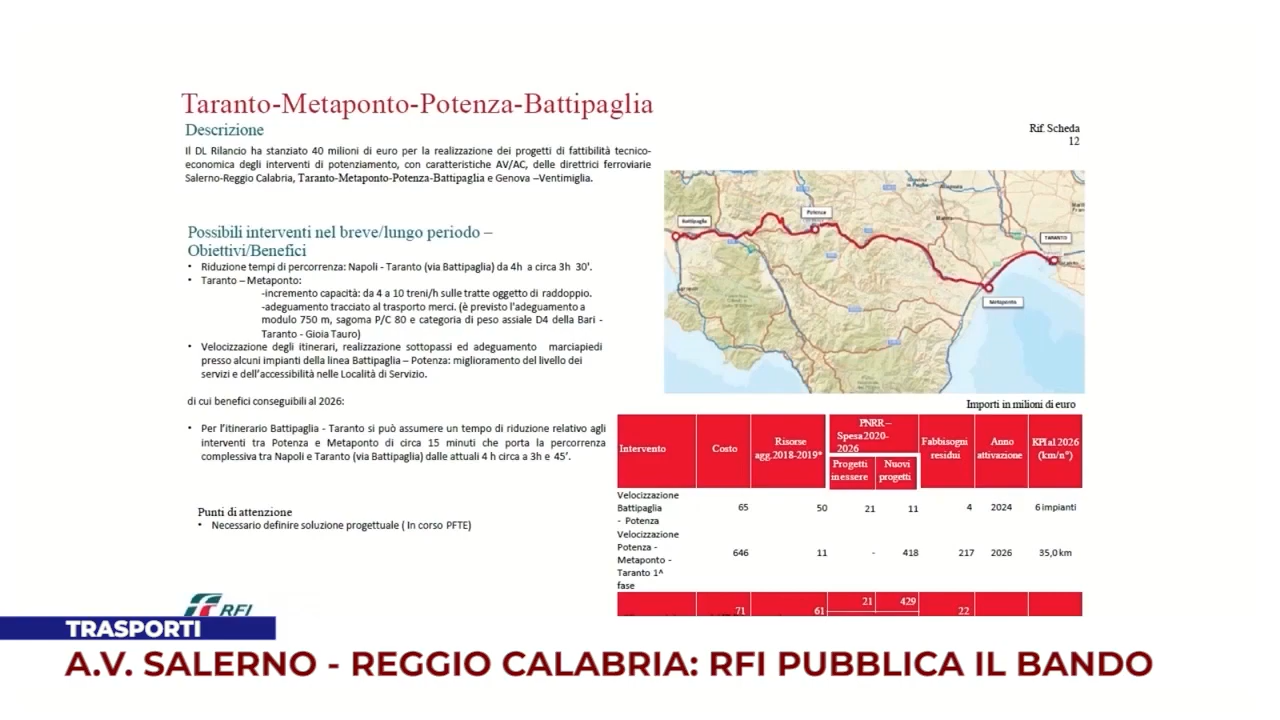 Taranto-Metaponto-Potenza-Battipaglia
Descrizione
Il DL Rilancio ha stanziato 40 milioni di euro per la realizzazione dei progetti di fattibilità tecnico-
economica degli interventi di potenziamento, con caratteristiche AV/AC, delle direttrici ferroviarie
Salerno-Reggio Calabria, Taranto-Metaponto-Potenza-Battipaglia e Genova –Ventimiglia.
Rif. Scheda
12
Possibili interventi nel breve/lungo periodo –
Obiettivi/Benefici
• Riduzione tempi di percorrenza: Napoli - Taranto (via Battipaglia) da 4h a circa 3h 30'.
• Taranto – Metaponto:
-incremento capacità: da 4 a 10 treni/h sulle tratte oggetto di raddoppio.
-adeguamento tracciato al trasporto merci. (è previsto l'adeguamento a
modulo 750 m, sagoma P/C 80 e categoria di peso assiale D4 della Bari -
Taranto - Gioia Tauro)
• Velocizzazione degli itinerari, realizzazione sottopassi ed adeguamento marciapiedi
presso alcuni impianti della linea Battipaglia – Potenza: miglioramento del livello dei
servizi e dell'accessibilità nelle Località di Servizio.
di cui benefici conseguibili al 2026:
• Per l'itinerario Battipaglia - Taranto si può assumere un tempo di riduzione relativo agli
interventi tra Potenza e Metaponto di circa 15 minuti che porta la percorrenza
complessiva tra Napoli e Taranto (via Battipaglia) dalle attuali 4 h circa a 3h e 45'.
Punti di attenzione
• Necessario definire soluzione progettuale ( In corso PFTE)
Battipaglia
Potenza
TARANTO
Metaponto
Importi in milioni di euro
Intervento
Costo
Risorse
agg.2018-2019*
PNRR –
Spesa2020-
2026
Progetti
in essere
Nuovi
progetti
Fabbisogni
residui
Anno
attivazione
KPI al 2026
(km/n°)
Velocizzazione
Battipaglia
- Potenza
65 50 21 11 4 2024 6 impianti
Velocizzazione
Potenza -
Metaponto -
Taranto 1^
fase
646 11 - 418 217 2026 35,0 km
71 61 21 429 22
RFI
TRASPORTI
A.V. SALERNO - REGGIO CALABRIA: RFI PUBBLICA IL BANDO